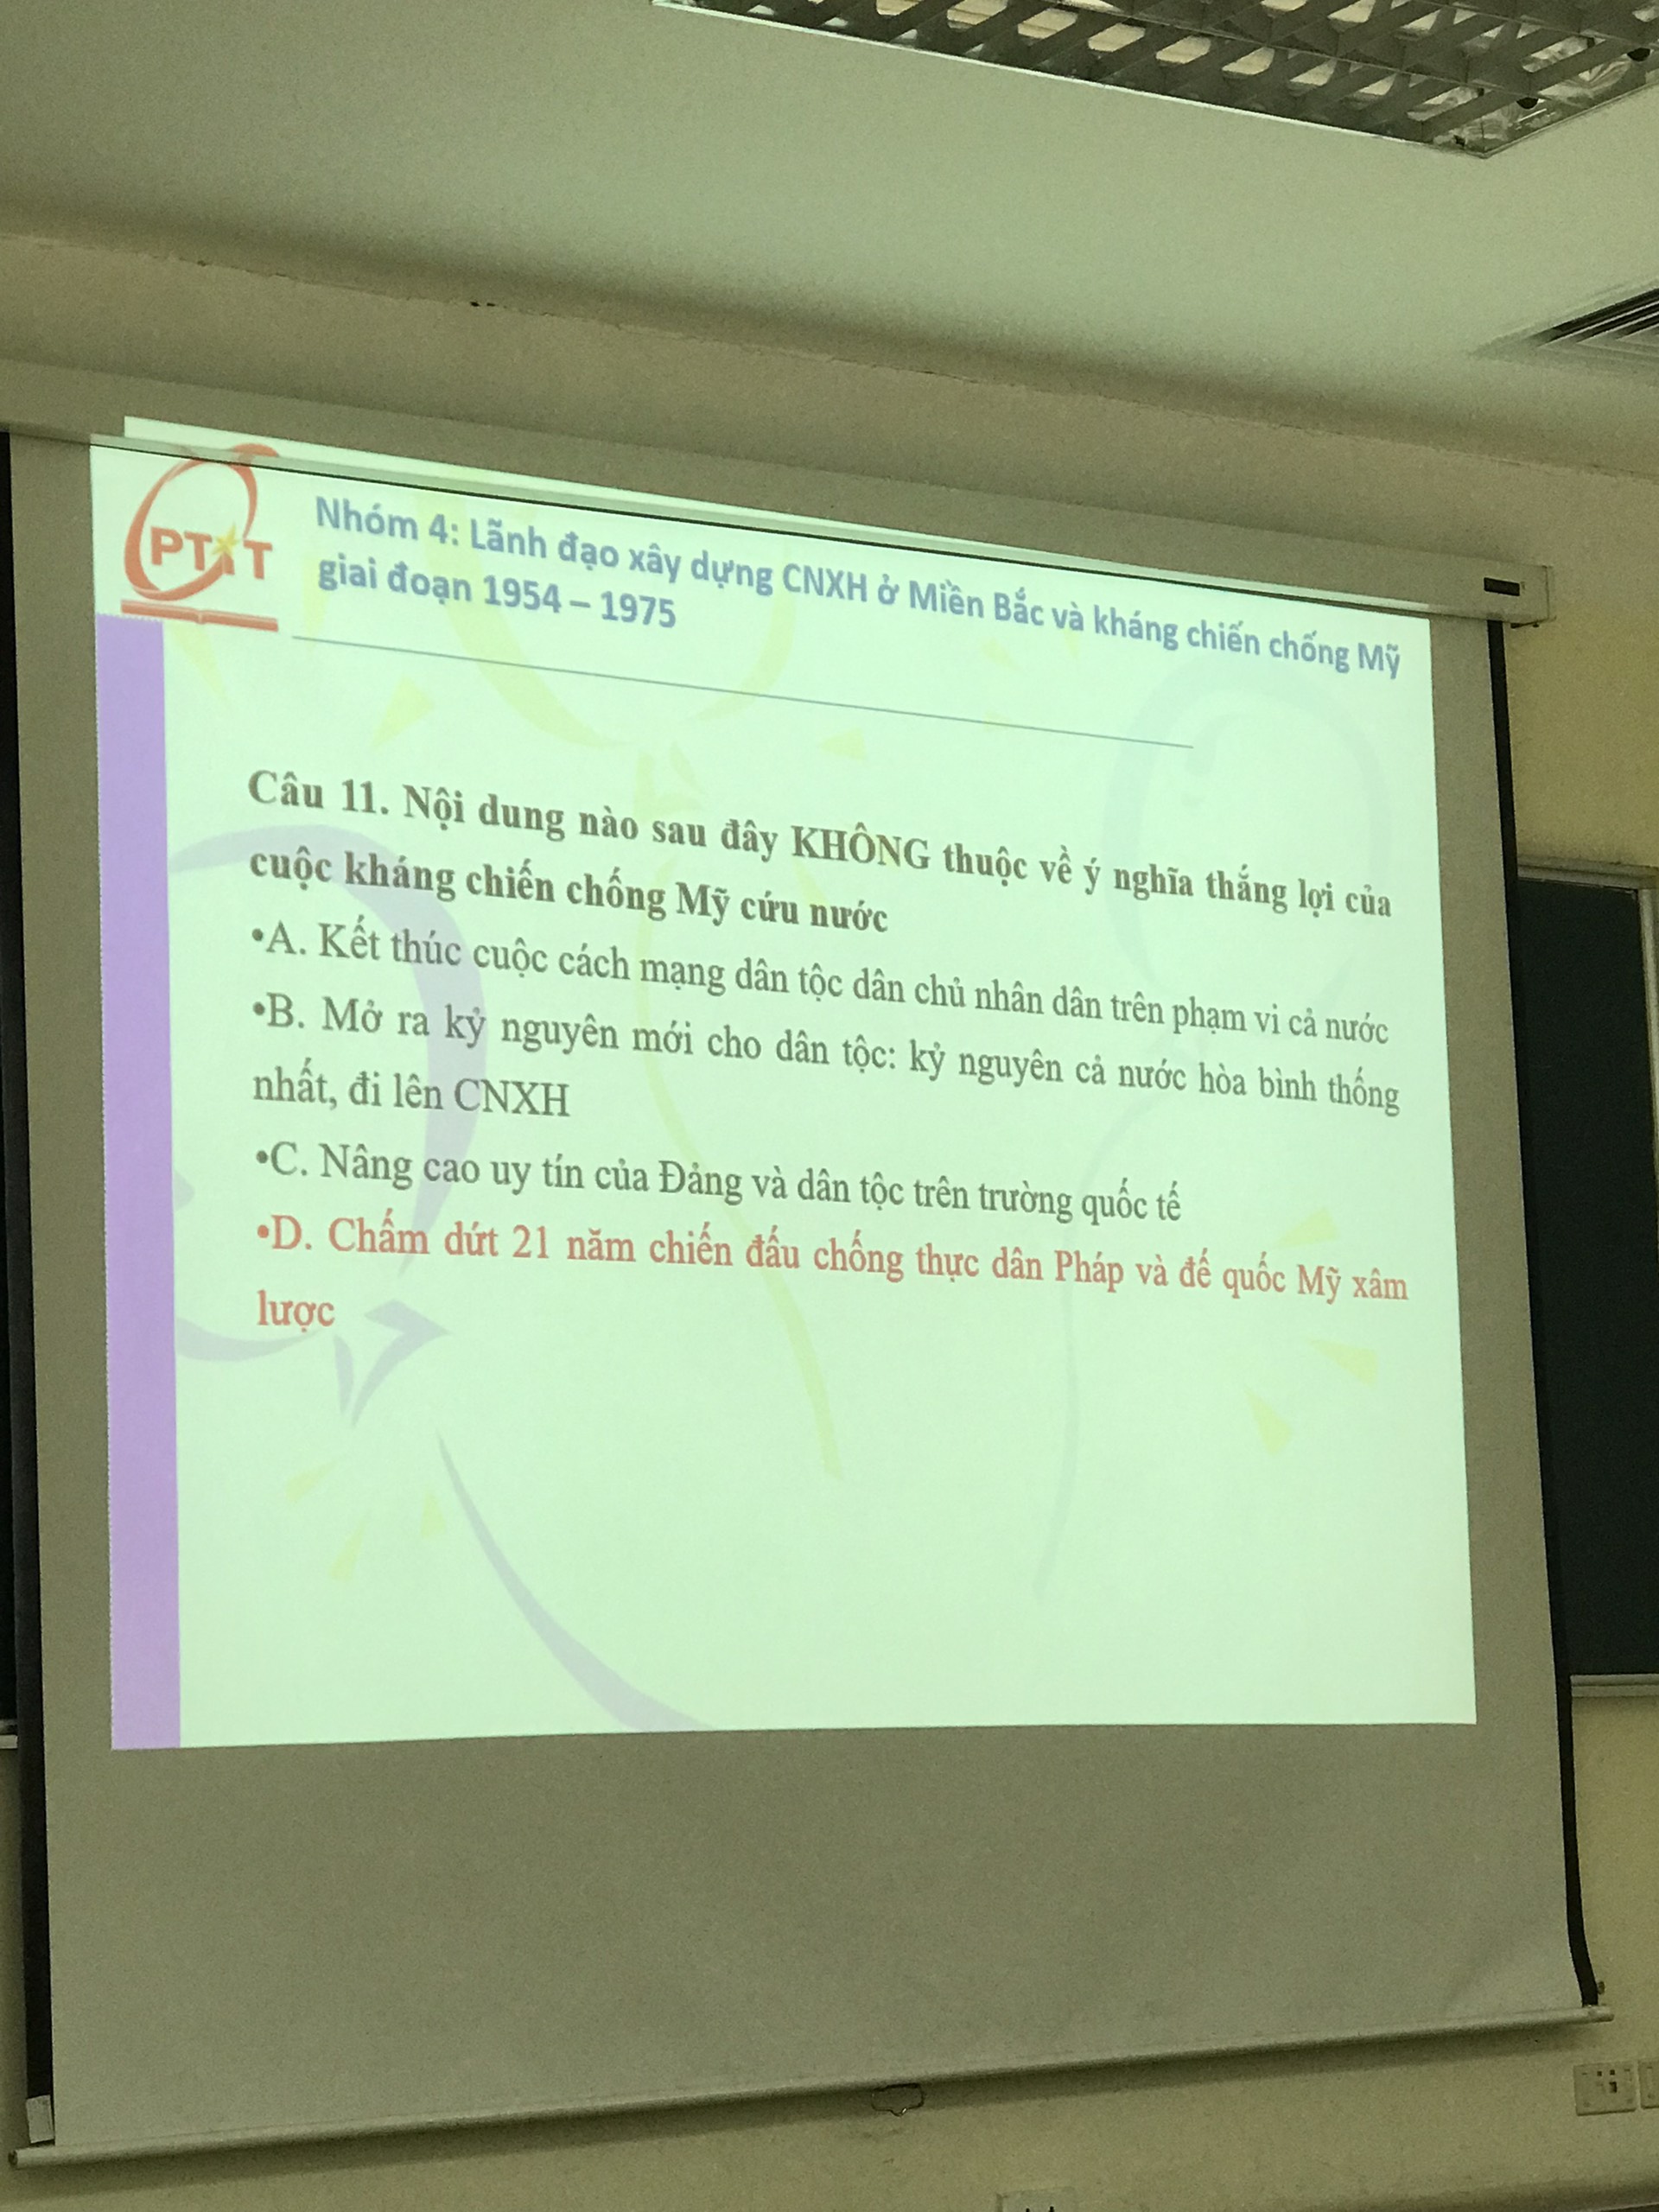 PTIT
Nhóm 4: Lãnh đạo xây dựng CNXH ở Miền Bắc và kháng chiến chống Mỹ
giai đoạn 1954 – 1975
Câu 11. Nội dung nào sau đây KHÔNG thuộc về ý nghĩa thắng lợi của
cuộc kháng chiến chống Mỹ cứu nước
•A. Kết thúc cuộc cách mạng dân tộc dân chủ nhân dân trên phạm vi cả nước
•B. Mở ra kỷ nguyên mới cho dân tộc: kỷ nguyên cả nước hòa bình thống
nhất, đi lên CNXH
•C. Nâng cao uy tín của Đảng và dân tộc trên trường quốc tế
•D. Chấm dứt 21 năm chiến đấu chống thực dân Pháp và đế quốc Mỹ xâm
lược